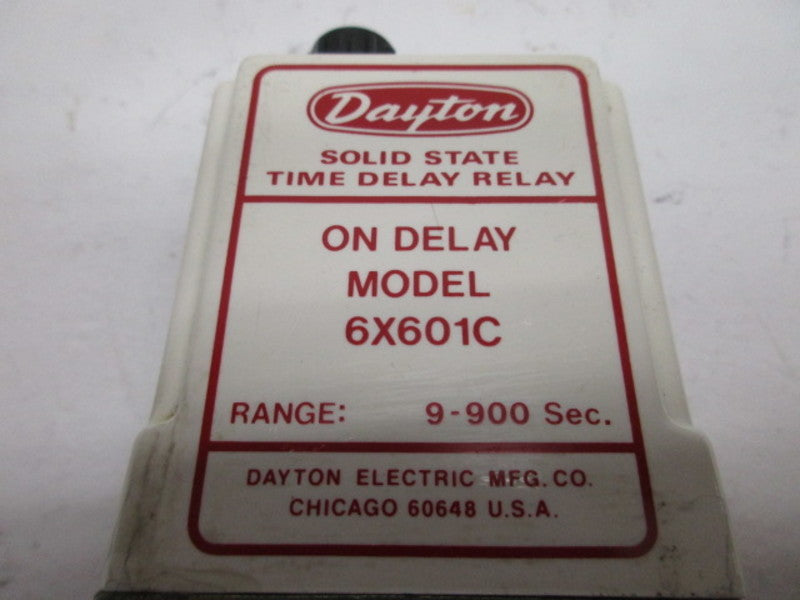 Dayton
SOLID STATE
TIME DELAY RELAY
ON DELAY
MODEL
6X601C
RANGE: 9-900 Sec.
DAYTON ELECTRIC MFG. CO.
CHICAGO 60648 U.S.A.